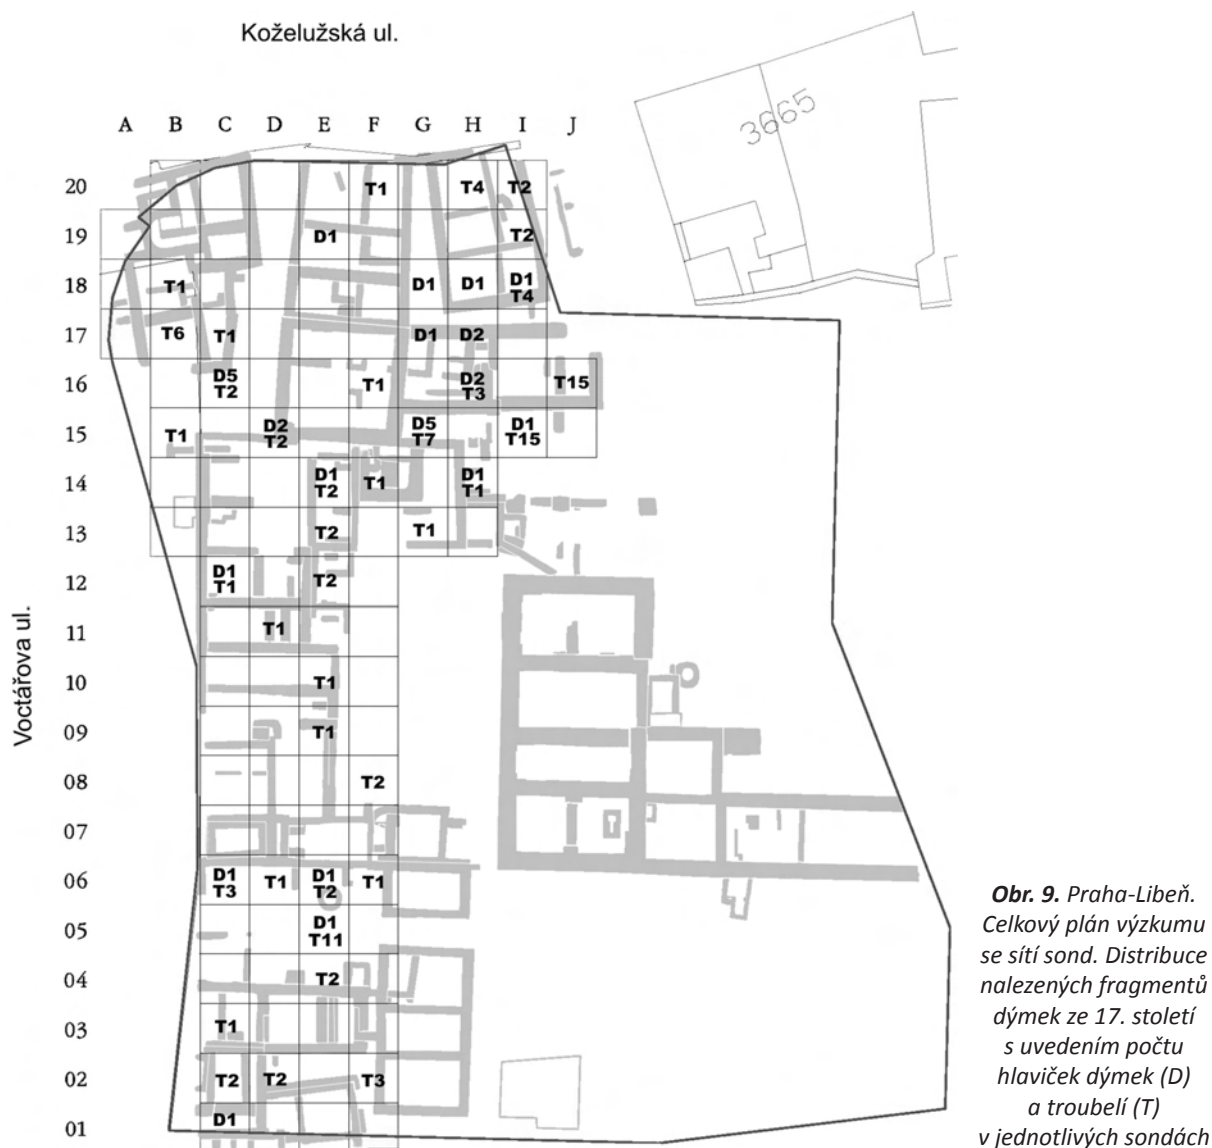 Koželužská ul.
3665
A B C D E F G H I J
20 T1 T4 T2
19 D1 T2
18 T1 D1 D1 D1 T4
17 T6 T1 D1 D2
16 D5 T2 T1 D2 T3 T15
15 T1 D2 T2 D5 T7 D1 T15
14 D1 T2 T1 D1 T1
13 T2 T1
12 D1 T1 T2
11 T1
10 T1
09 T1
08 T2
07
06 D1 T3 T1 D1 T2 T1
05 D1 T11
04 T2
03 T1
02 T2 T2 T3
01 D1
Voctářova ul.
Obr. 9. Praha-Libeň.
Celkový plán výzkumu
se sítí sond. Distribuce
nalezených fragmentů
dýmek ze 17. století
s uvedením počtu
hlaviček dýmek (D)
a troubelí (T)
v jednotlivých sondách